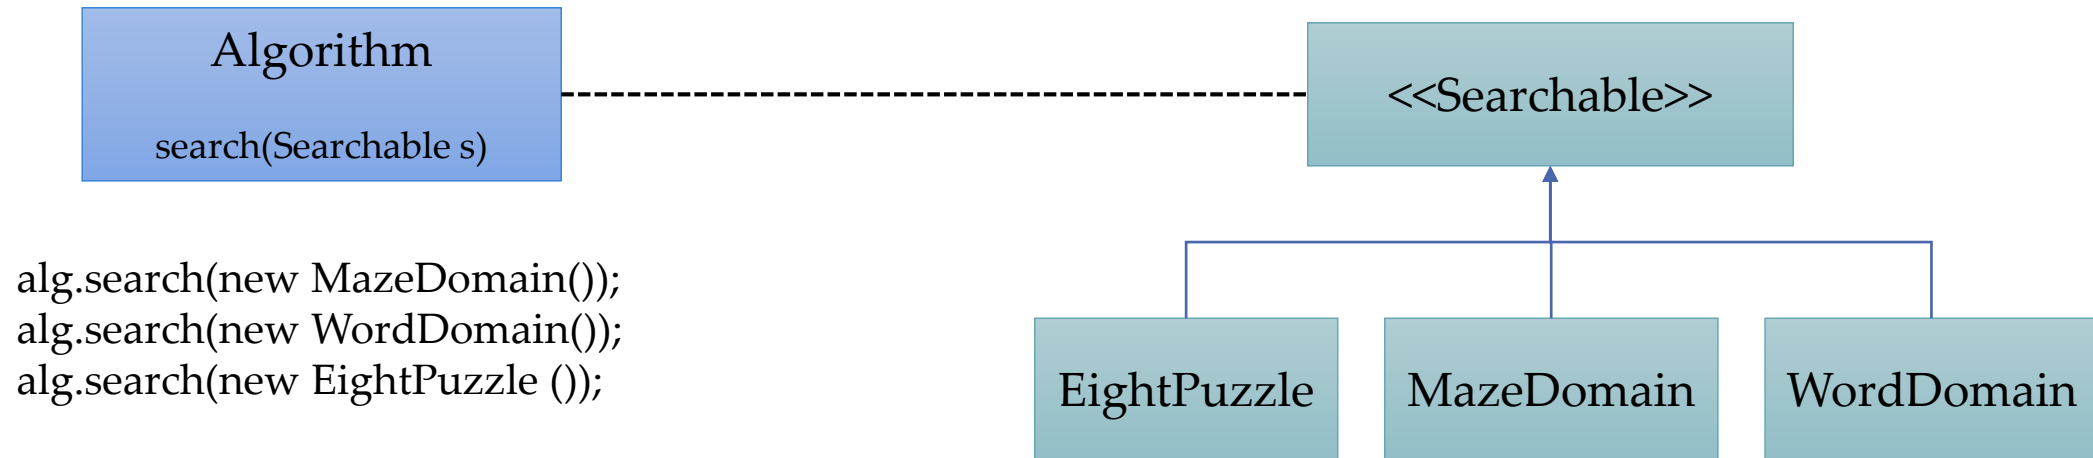 Algorithm
search(Searchable s)
<<Searchable>>
alg.search(new MazeDomain());
alg.search(new WordDomain());
alg.search(new EightPuzzle ());
EightPuzzle
MazeDomain
WordDomain